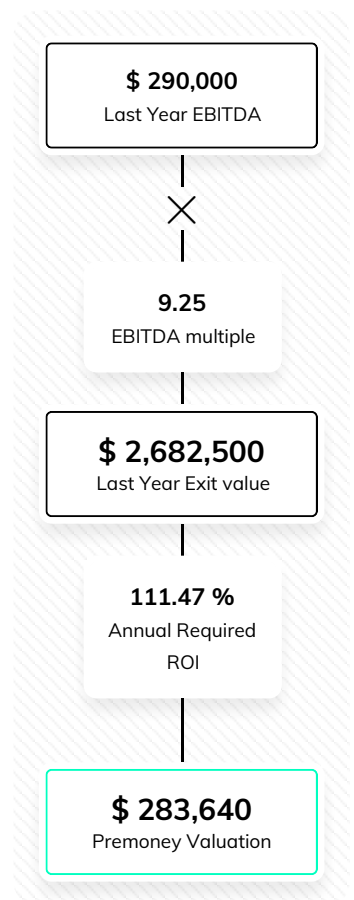 $ 290,000
Last Year EBITDA
9.25
EBITDA multiple
$ 2,682,500
Last Year Exit value
111.47 %
Annual Required
ROI
$ 283,640
Premoney Valuation